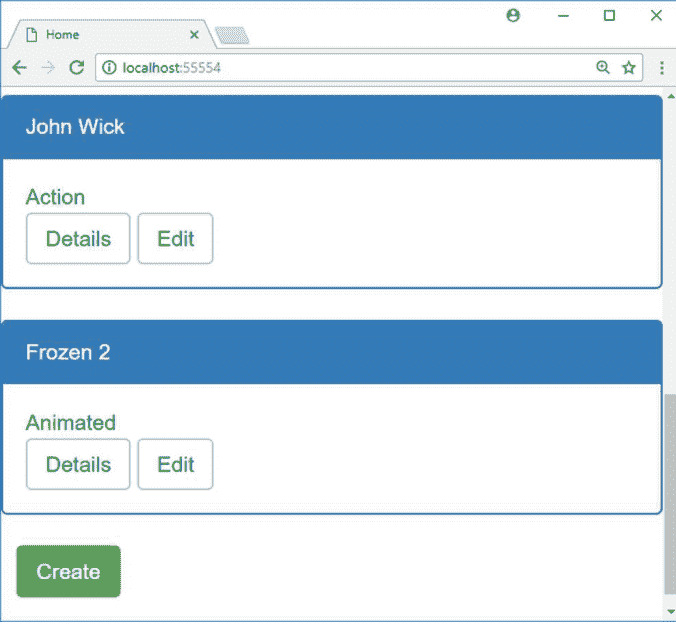 Home
localhost:55554
John Wick
Action
Details Edit
Frozen 2
Animated
Details Edit
Create